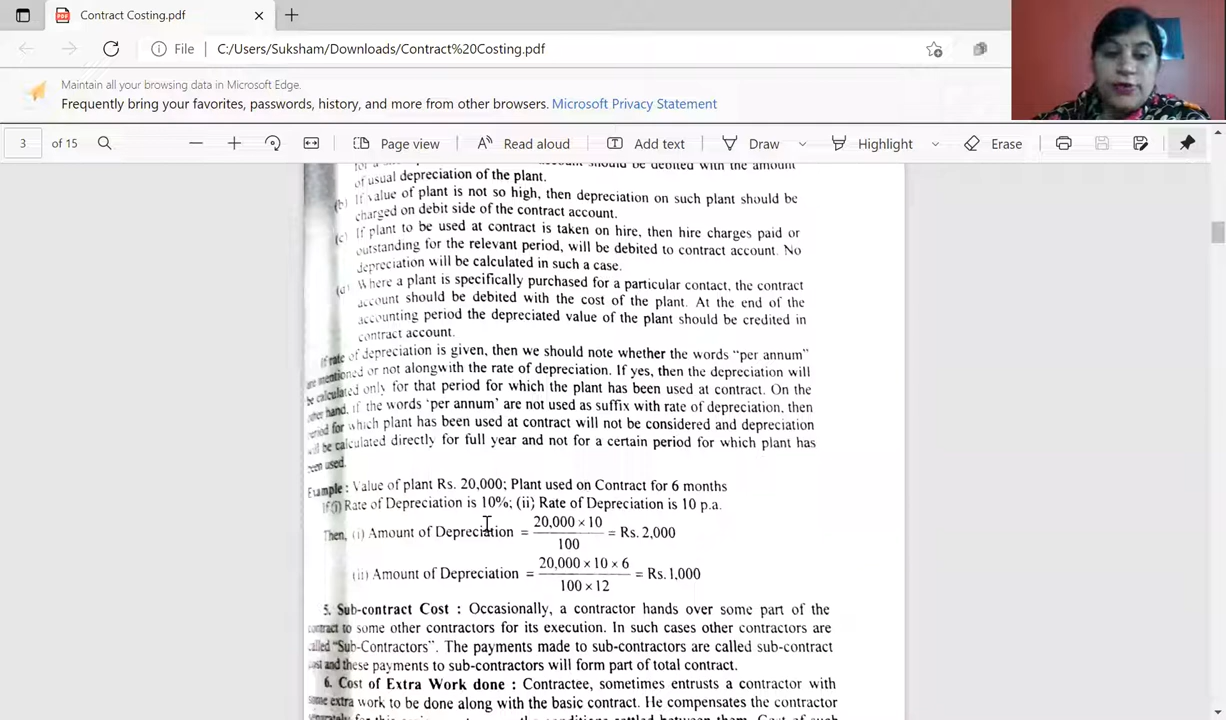 Contract Costing.pdf
File
C:/Users/Suksham/Downloads/Contract%20Costing.pdf
Maintain all your browsing data in Microsoft Edge.
Frequently bring your favorites, passwords, history, and more from other browsers. Microsoft Privacy Statement
3 of 15
Page view
Read aloud
Add text
Draw
Highlight
Erase
for a should be debited with the amount
of usual depreciation of the plant.
(b) If value of plant is not so high, then depreciation on such plant should be
charged on debit side of the contract account.
(c) If plant to be used at contract is taken on hire, then hire charges paid or
outstanding for the relevant period, will be debited to contract account. No
depreciation will be calculated in such a case.
(d) Where a plant is specifically purchased for a particular contact, the contract
account should be debited with the cost of the plant. At the end of the
accounting period the depreciated value of the plant should be credited in
contract account.
If rate of depreciation is given, then we should note whether the words “per annum”
are mentioned or not alongwith the rate of depreciation. If yes, then the depreciation will
be calculated only for that period for which the plant has been used at contract. On the
other hand, if the words ‘per annum’ are not used as suffix with rate of depreciation, then
period for which plant has been used at contract will not be considered and depreciation
will be calculated directly for full year and not for a certain period for which plant has
been used.
Example : Value of plant Rs. 20,000; Plant used on Contract for 6 months
If (i) Rate of Depreciation is 10%; (ii) Rate of Depreciation is 10 p.a.
Then, (i) Amount of Depreciation = 20,000 × 10 / 100 = Rs. 2,000
(ii) Amount of Depreciation = 20,000 × 10 × 6 / 100 × 12 = Rs. 1,000
5. Sub-contract Cost : Occasionally, a contractor hands over some part of the
contract to some other contractors for its execution. In such cases other contractors are
called “Sub-Contractors”. The payments made to sub-contractors are called sub-contract
cost and these payments to sub-contractors will form part of total contract.
6. Cost of Extra Work done : Contractee, sometimes entrusts a contractor with
some extra work to be done along with the basic contract. He compensates the contractor